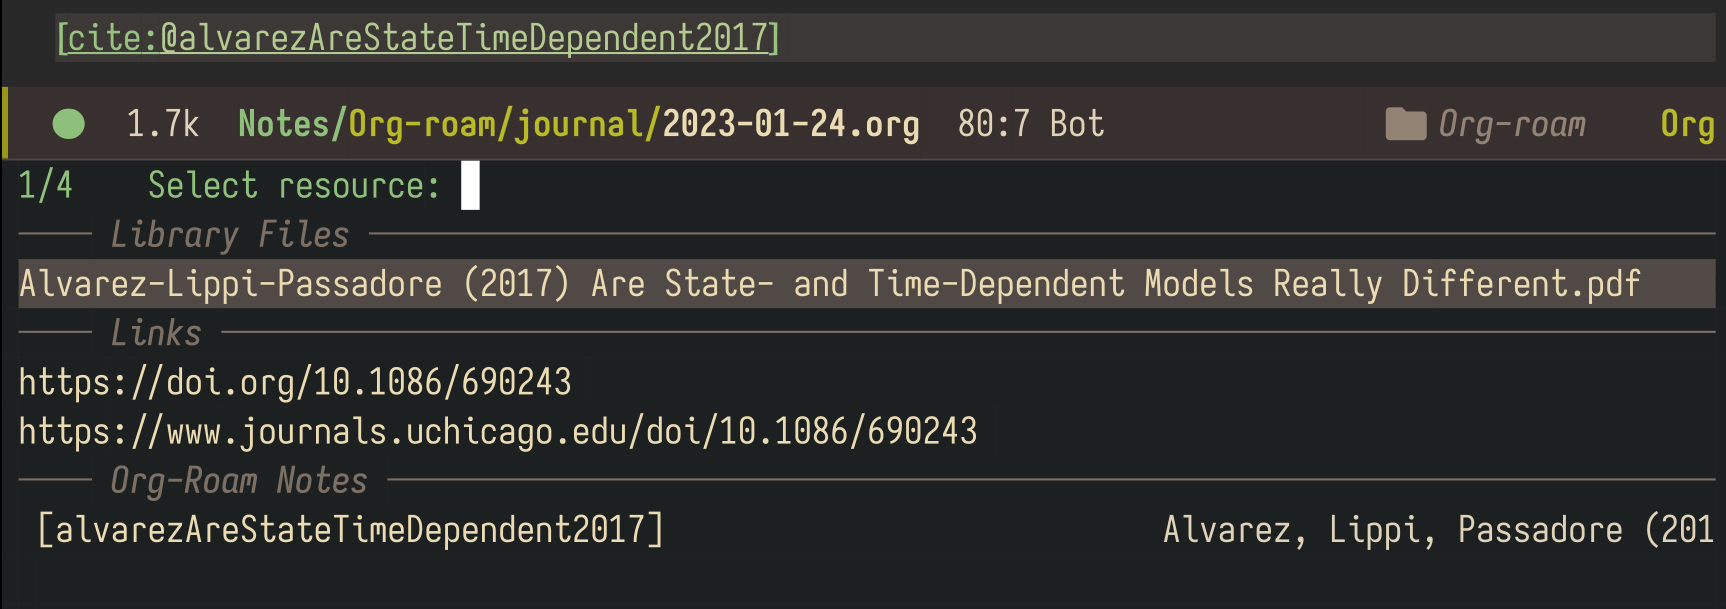 [cite:@alvarezAreStateTimeDependent2017]
1.7k Notes/Org-roam/journal/2023-01-24.org 80:7 Bot Org-roam Org
1/4 Select resource:
Library Files
Alvarez-Lippi-Passadore (2017) Are State- and Time-Dependent Models Really Different.pdf
Links
https://doi.org/10.1086/690243
https://www.journals.uchicago.edu/doi/10.1086/690243
Org-Roam Notes
[alvarezAreStateTimeDependent2017] Alvarez, Lippi, Passadore (201